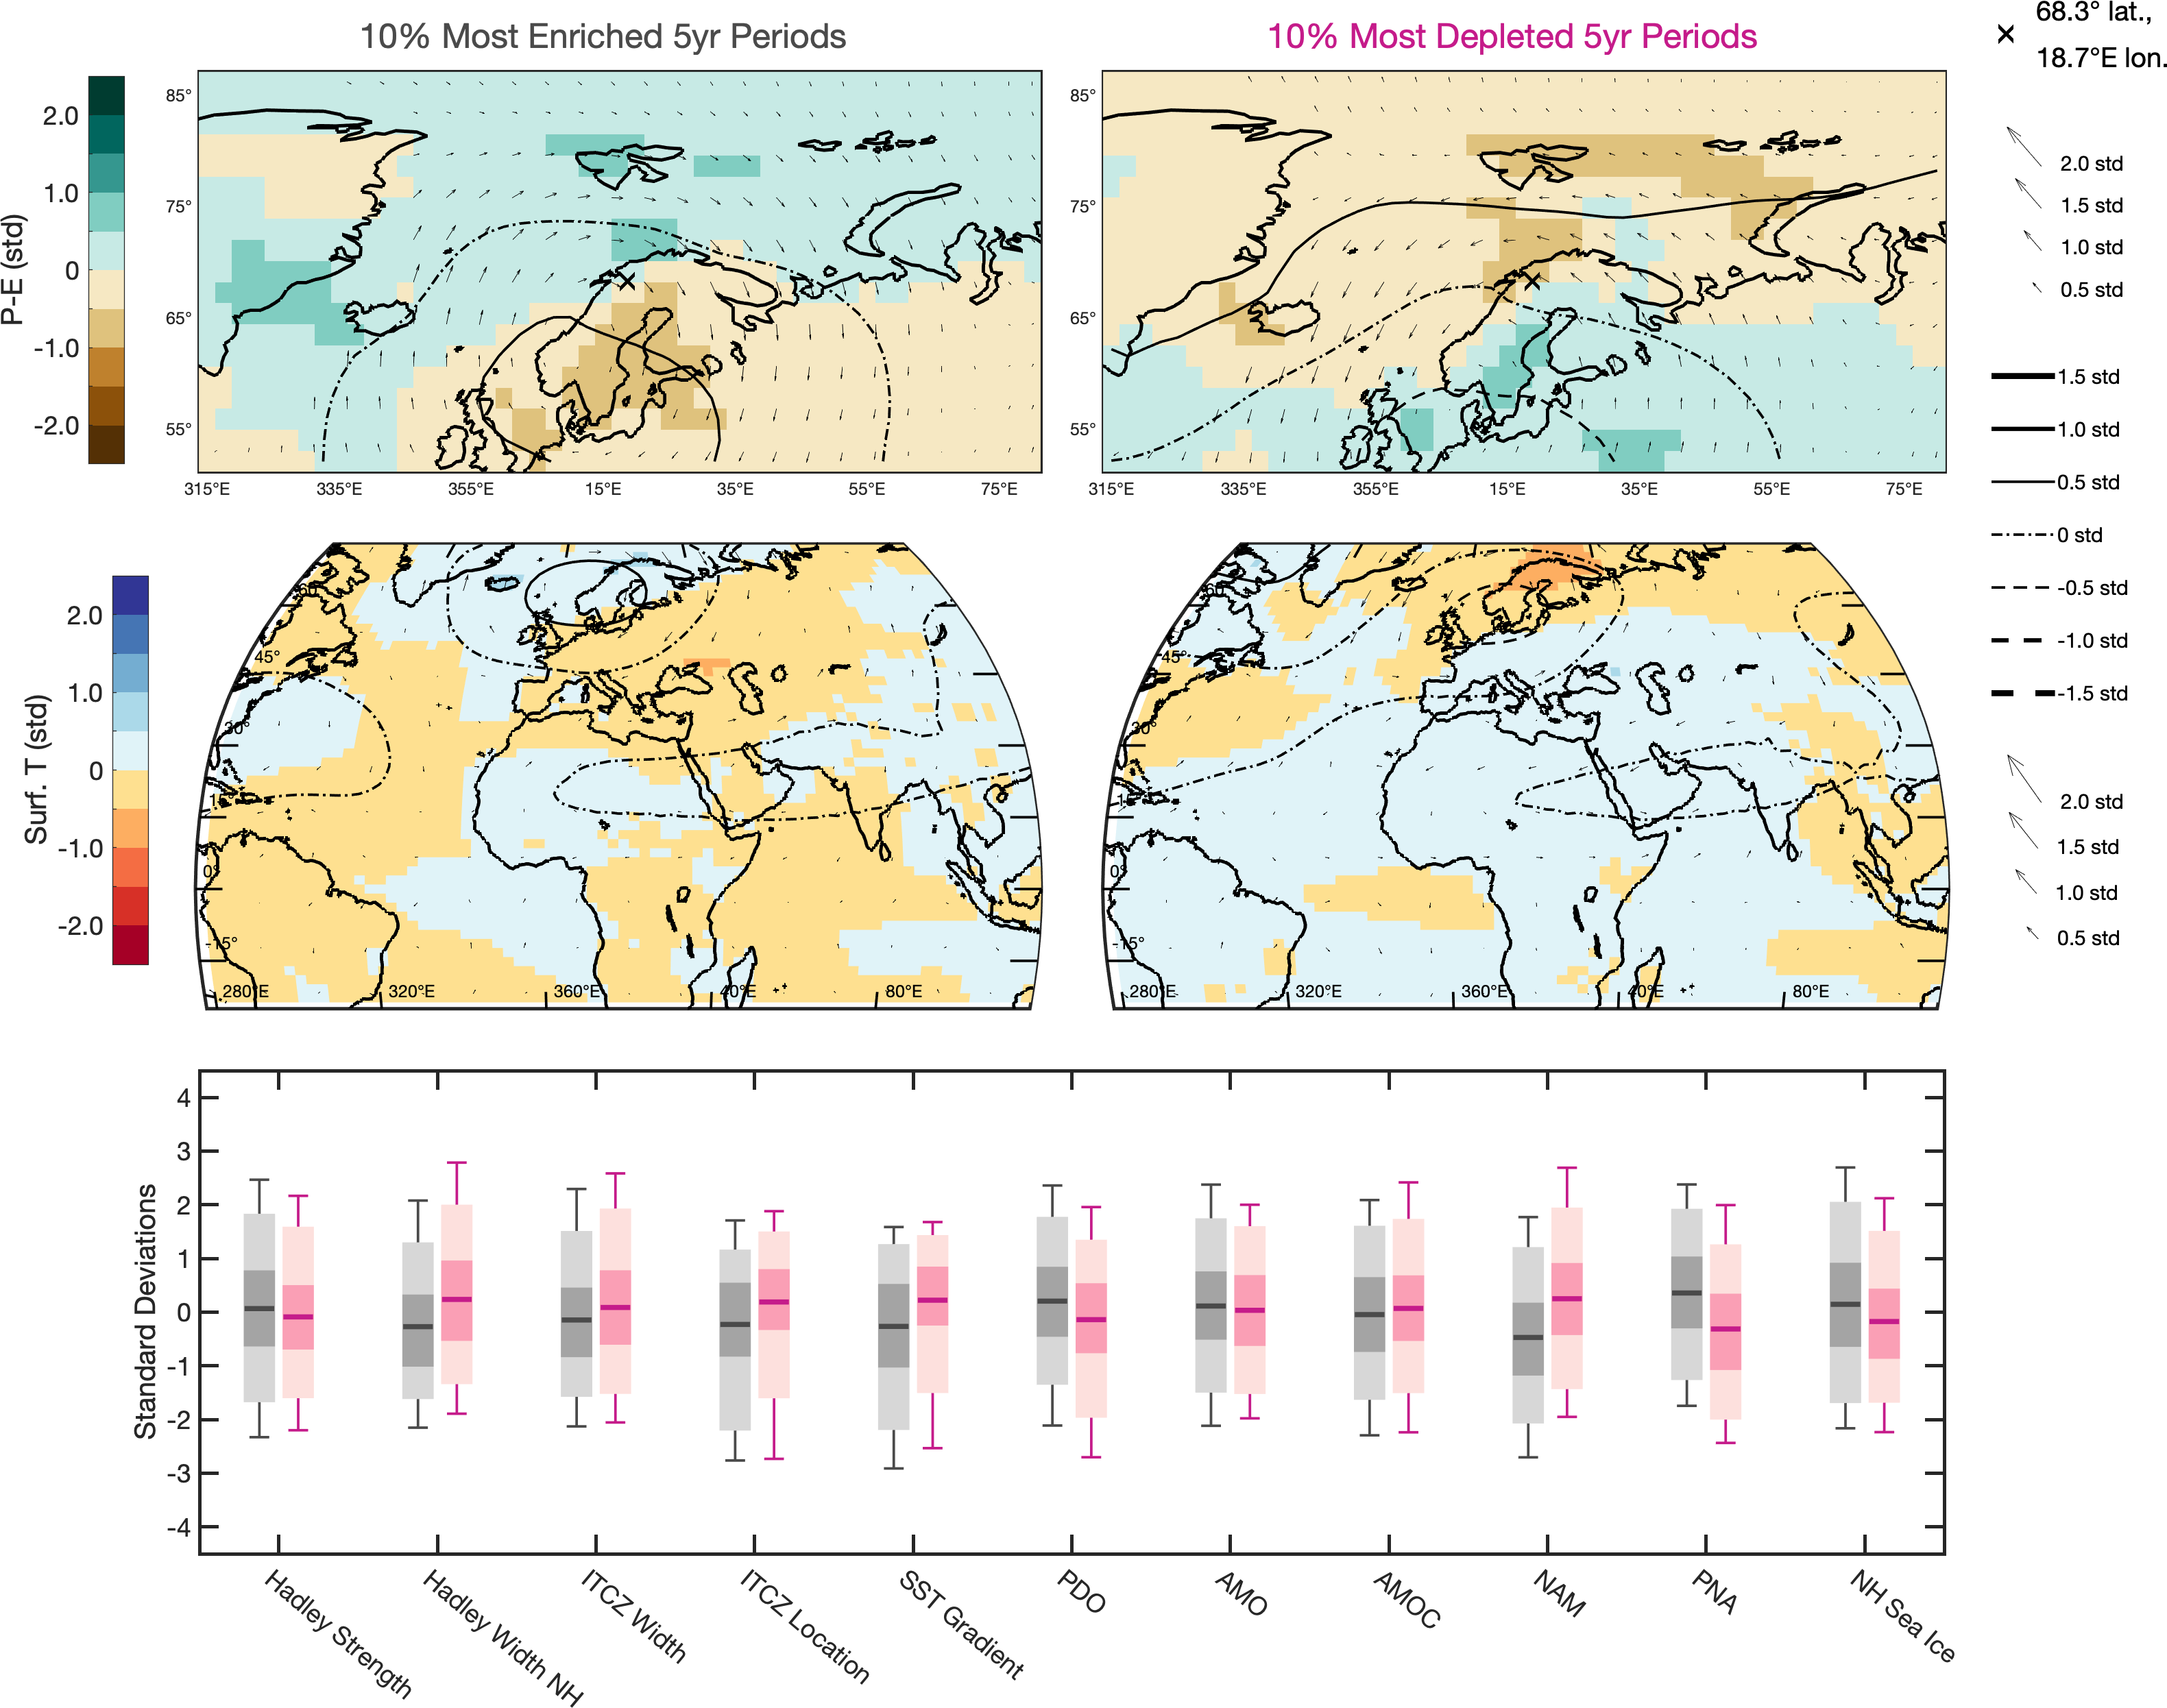 10% Most Enriched 5yr Periods
10% Most Depleted 5yr Periods
68.3° lat.,
18.7°E lon.
P-E (std)
2.0
1.0
0
-1.0
-2.0
85°
75°
65°
55°
315°E 335°E 355°E 15°E 35°E 55°E 75°E
85°
75°
65°
55°
315°E 335°E 355°E 15°E 35°E 55°E 75°E
2.0 std
1.5 std
1.0 std
0.5 std
1.5 std
1.0 std
0.5 std
0 std
-0.5 std
-1.0 std
-1.5 std
2.0 std
1.5 std
1.0 std
0.5 std
Surf. T (std)
2.0
1.0
0
-1.0
-2.0
60°
45°
30°
15°
0°
-15°
280°E 320°E 360°E 40°E 80°E
60°
45°
30°
15°
0°
-15°
280°E 320°E 360°E 40°E 80°E
Standard Deviations
4
3
2
1
0
-1
-2
-3
-4
Hadley Strength
Hadley Width NH
ITCZ Width
ITCZ Location
SST Gradient
PDO
AMO
AMOC
NAM
PNA
NH Sea Ice